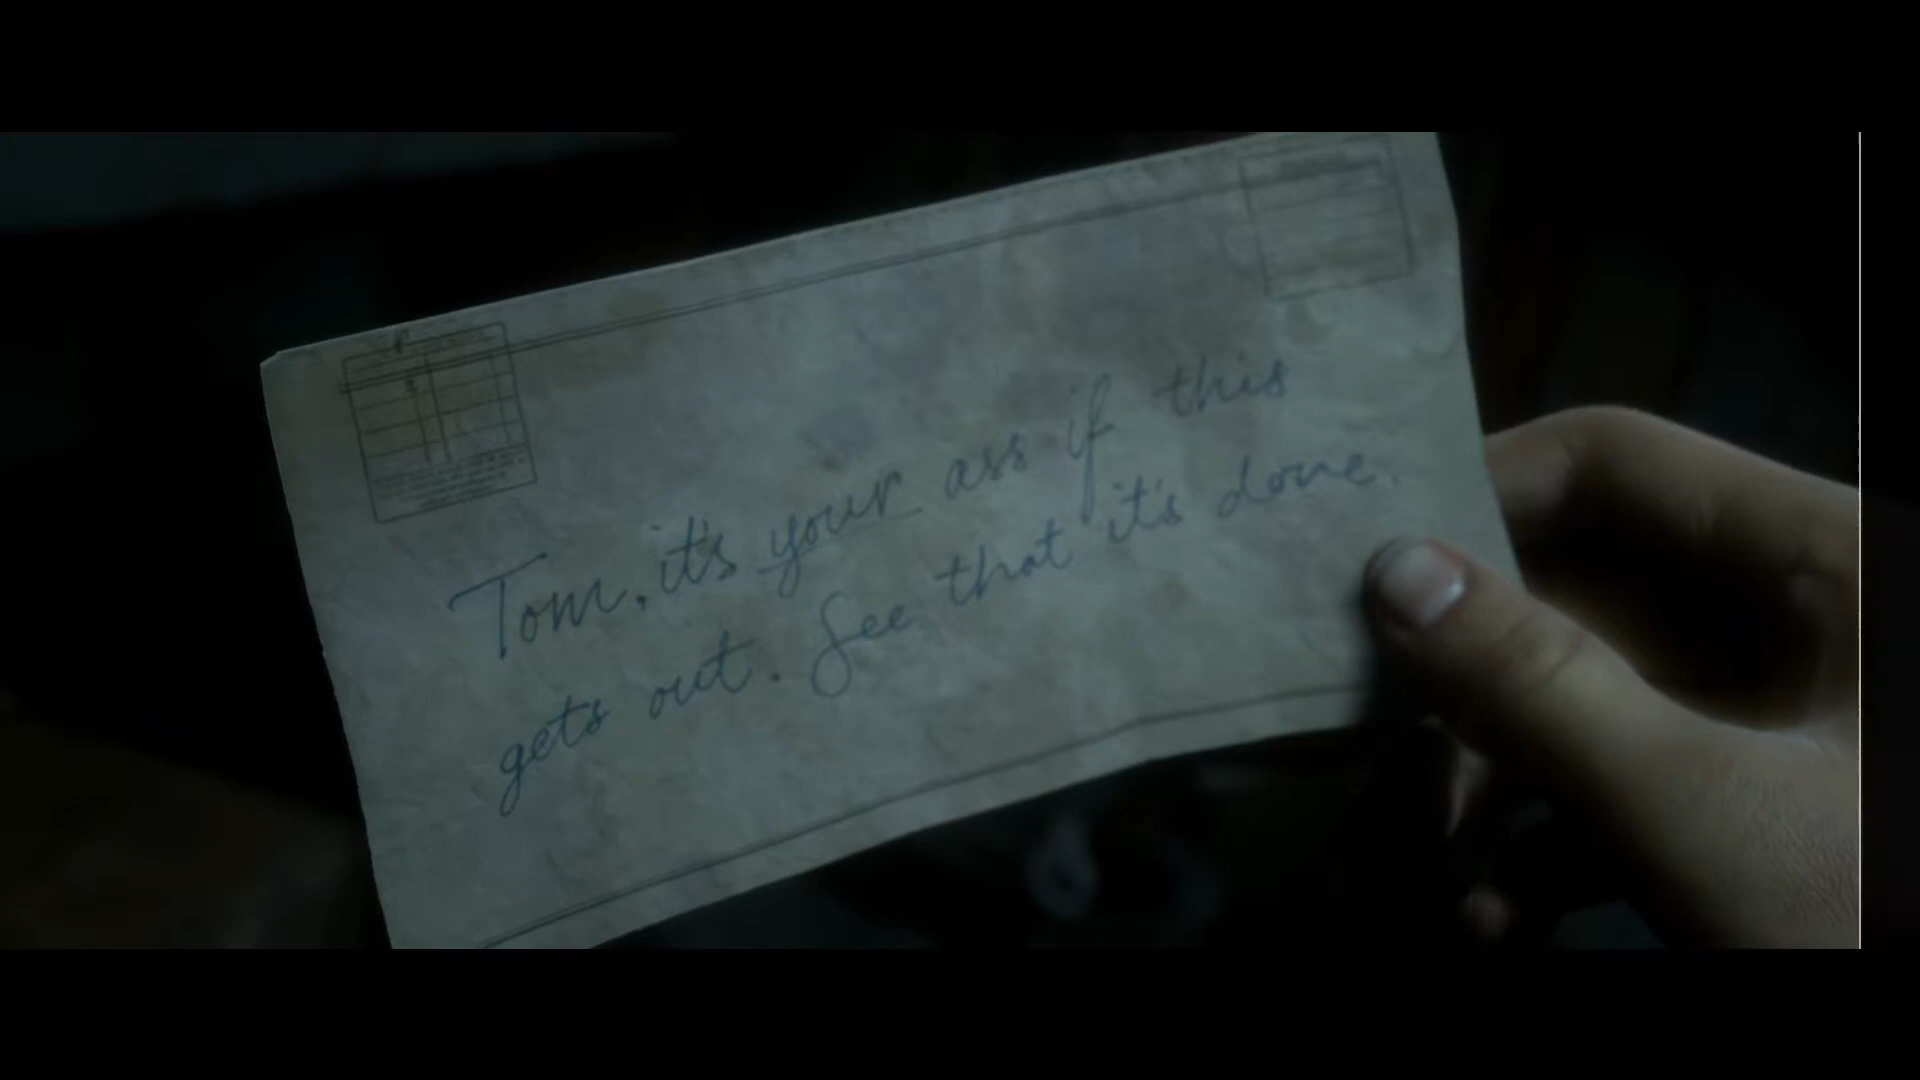 Tom, it's your ass if this
gets out. See that it's done.